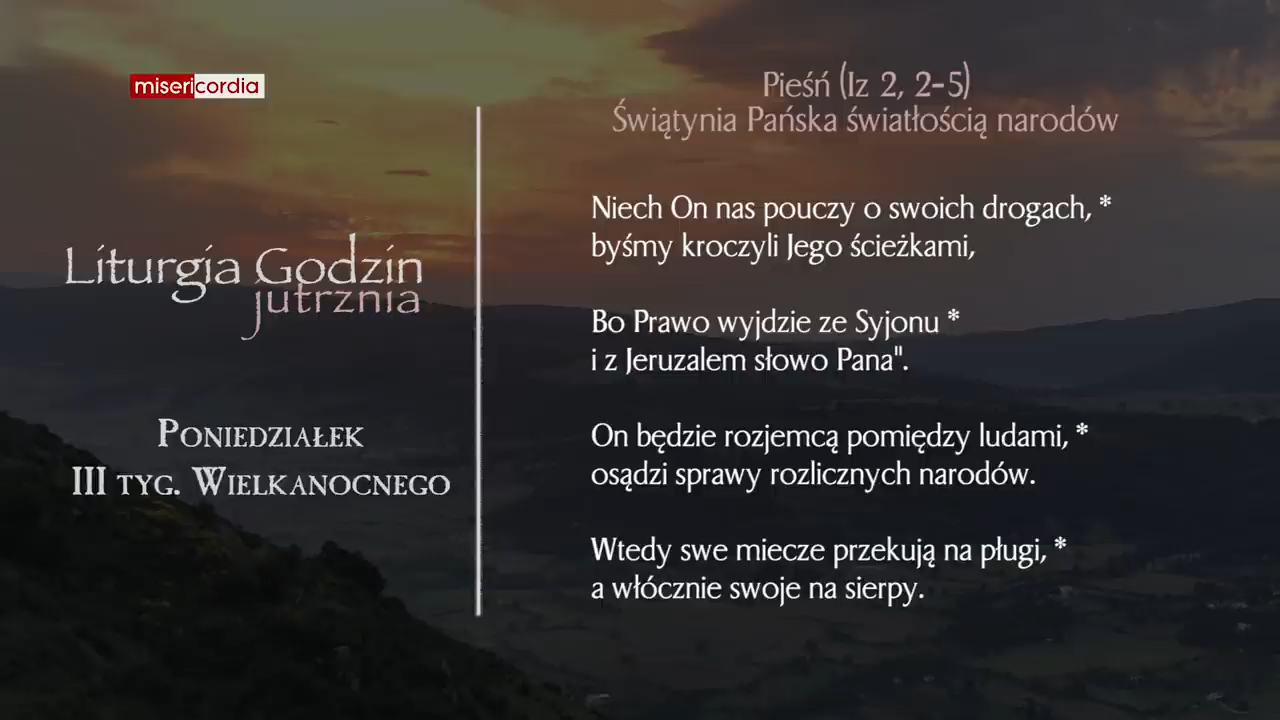 misericordia
Liturgia Godzin
jutrznia
Poniedziałek
III tyg. Wielkanocnego
Pieśń (Iz 2, 2-5)
Świątynia Pańska światłością narodów
Niech On nas pouczy o swoich drogach, *
byśmy kroczyli Jego ścieżkami,
Bo Prawo wyjdzie ze Syjonu *
i z Jeruzalem słowo Pana".
On będzie rozjemcą pomiędzy ludami, *
osądzi sprawy rozlicznych narodów.
Wtedy swe miecze przekują na pługi, *
a włócznie swoje na sierpy.